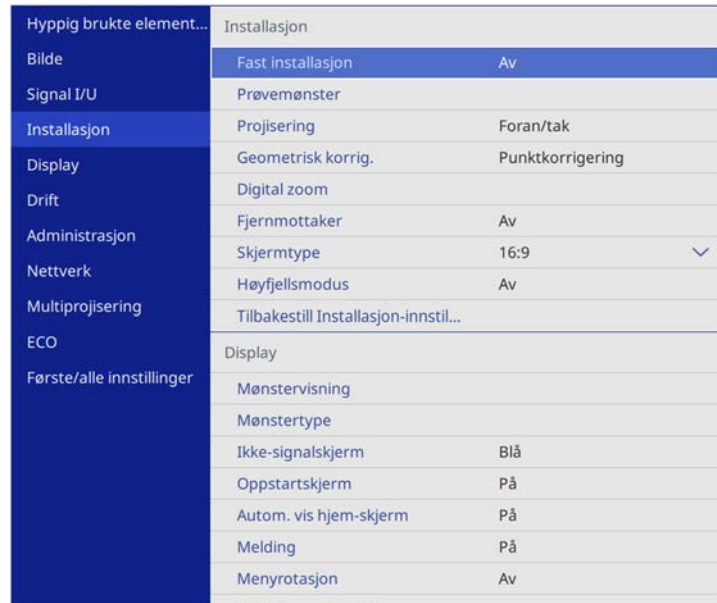 Hyppig brukte element...
Bilde
Signal I/U
Installasjon
Display
Drift
Administrasjon
Nettverk
Multiprojisering
ECO
Første/alle innstillinger
Installasjon
Fast installasjon Av
Prøvemønster
Projisering Foran/tak
Geometrisk korrig. Punktkorrigering
Digital zoom
Fjernmottaker Av
Skjermtype 16:9
Høyfjellsmodus Av
Tilbakestill Installasjon-innstil...
Display
Mønstervisning
Mønstertype
Ikke-signalskjerm Blå
Oppstartskjerm På
Autom. vis hjem-skjerm På
Melding På
Menyrotasjon Av